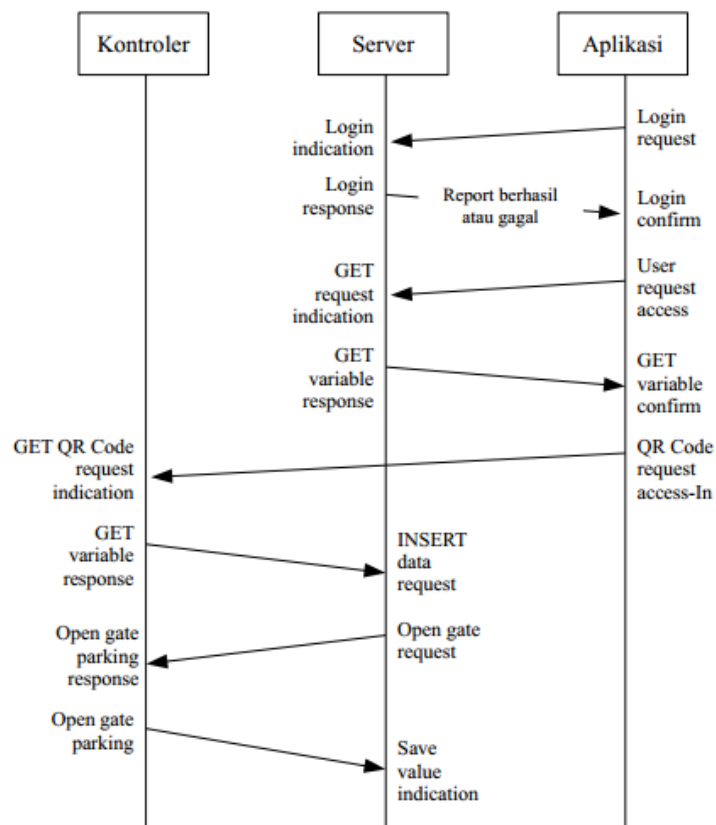 Kontroler
Server
Aplikasi
Login
request
Login
indication
Login
response
Report berhasil
atau gagal
Login
confirm
User
request
access
GET
request
indication
GET
variable
response
GET
variable
confirm
QR Code
request
access-In
GET QR Code
request
indication
GET
variable
response
INSERT
data
request
Open gate
request
Open gate
parking
response
Open gate
parking
Save
value
indication